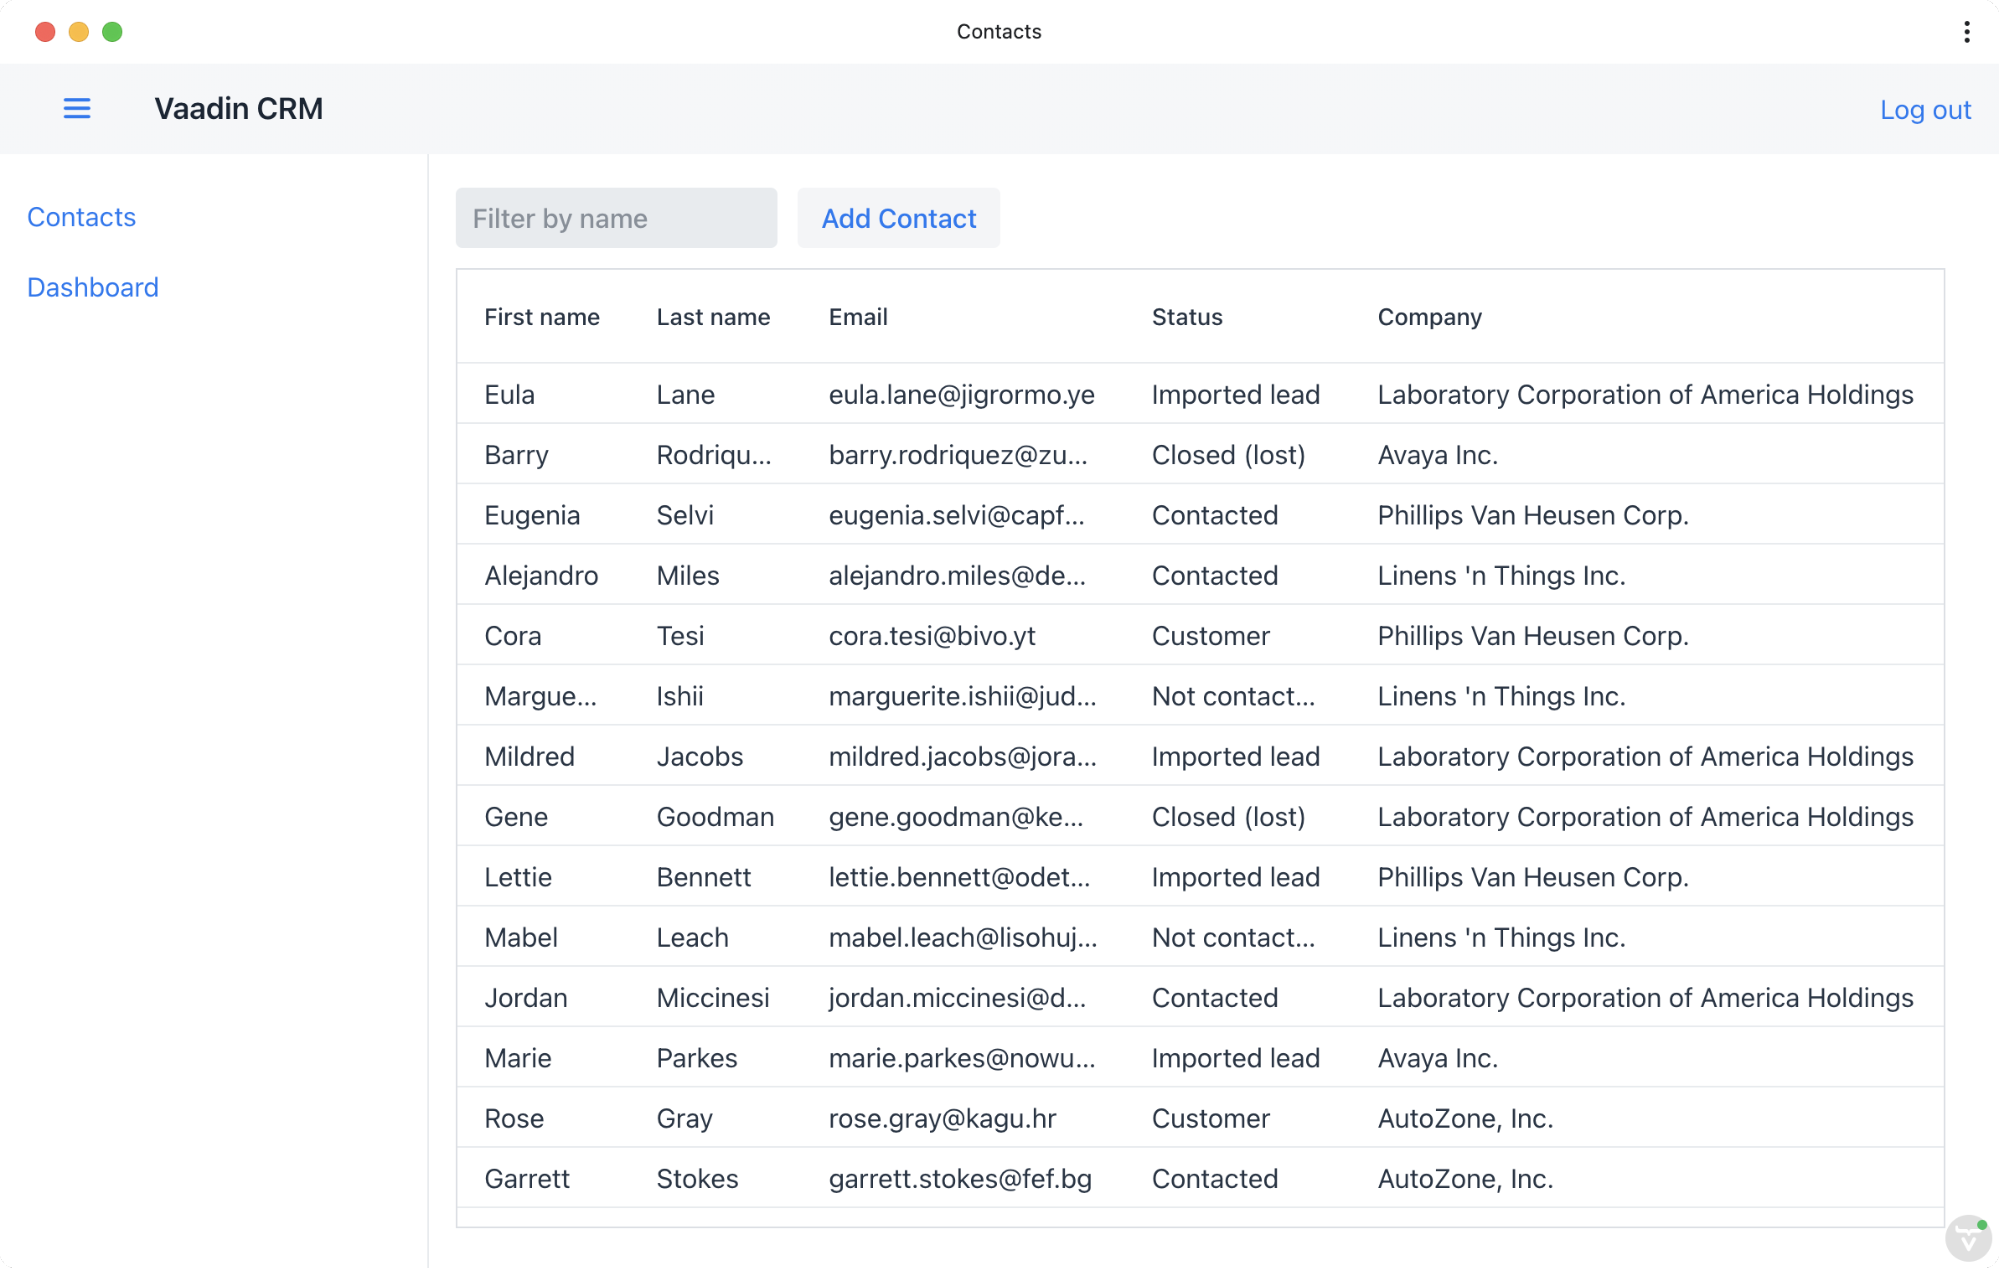 Contacts
Vaadin CRM Log out
Contacts
Dashboard
Filter by name Add Contact
First name Last name Email Status Company
Eula Lane eula.lane@jigrormo.ye Imported lead Laboratory Corporation of America Holdings
Barry Rodriqu... barry.rodriquez@zu... Closed (lost) Avaya Inc.
Eugenia Selvi eugenia.selvi@capf... Contacted Phillips Van Heusen Corp.
Alejandro Miles alejandro.miles@de... Contacted Linens 'n Things Inc.
Cora Tesi cora.tesi@bivo.yt Customer Phillips Van Heusen Corp.
Margue... Ishii marguerite.ishii@jud... Not contact... Linens 'n Things Inc.
Mildred Jacobs mildred.jacobs@jora... Imported lead Laboratory Corporation of America Holdings
Gene Goodman gene.goodman@ke... Closed (lost) Laboratory Corporation of America Holdings
Lettie Bennett lettie.bennett@odet... Imported lead Phillips Van Heusen Corp.
Mabel Leach mabel.leach@lisohuj... Not contact... Linens 'n Things Inc.
Jordan Miccinesi jordan.miccinesi@d... Contacted Laboratory Corporation of America Holdings
Marie Parkes marie.parkes@nowu... Imported lead Avaya Inc.
Rose Gray rose.gray@kagu.hr Customer AutoZone, Inc.
Garrett Stokes garrett.stokes@fef.bg Contacted AutoZone, Inc.